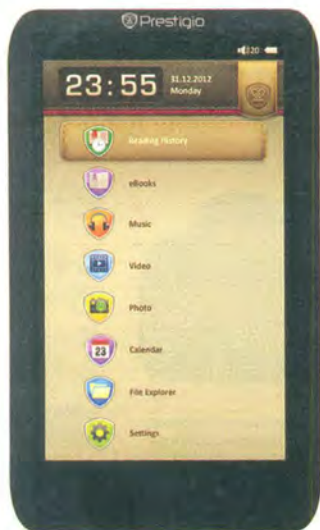 Prestigio
20
23:55
31.12.2012
Monday
Reading History
eBooks
Music
Video
Photo
23
Calendar
File Explorer
Settings